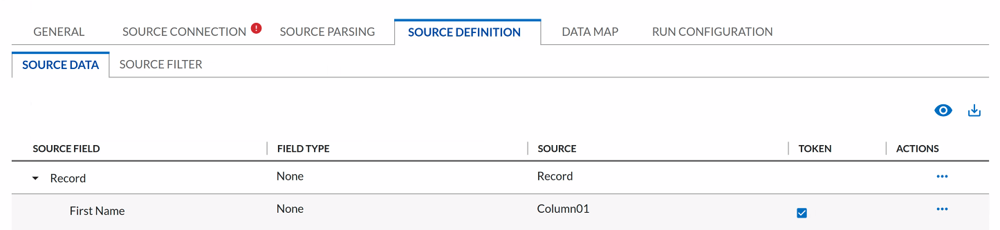 GENERAL SOURCE CONNECTION ! SOURCE PARSING SOURCE DEFINITION DATA MAP RUN CONFIGURATION
SOURCE DATA SOURCE FILTER
SOURCE FIELD FIELD TYPE SOURCE TOKEN ACTIONS
Record None Record
First Name None Column01